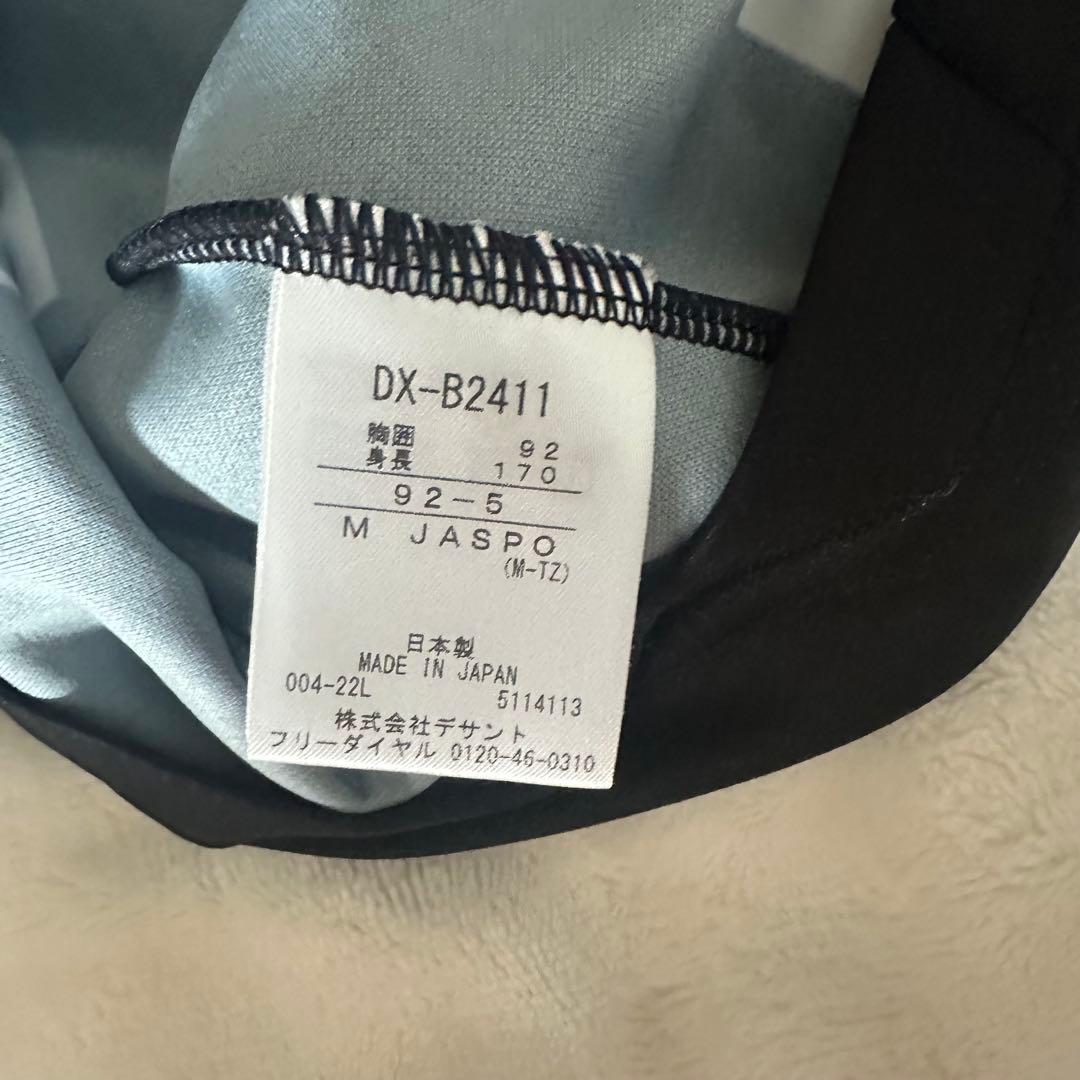 DX-B2411
胸囲 92
身長 170
92-5
M JASPO
(M-TZ)
日本製
MADE IN JAPAN
004-22L 5114113
株式会社デサント
フリーダイヤル 0120-46-0310